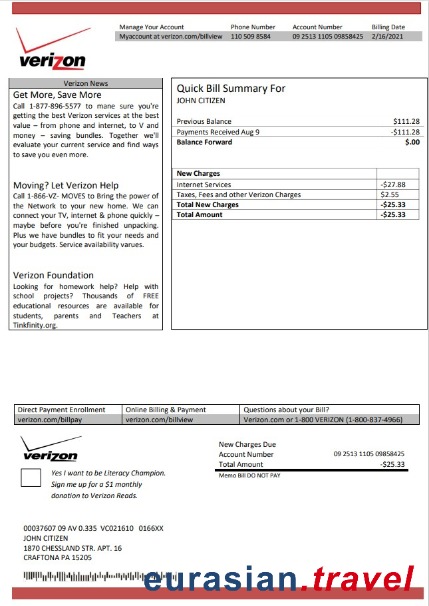 Manage Your Account Phone Number Account Number Billing Date
Myaccount at verizon.com/billview 110 509 8584 09 2513 1105 09858425 2/16/2021
verizon
Verizon News
Get More, Save More
Call 1-877-896-5577 to mane sure you're
getting the best Verizon services at the best
value – from phone and internet, to V and
money – saving bundles. Together we'll
evaluate your current service and find ways
to save you even more.
Moving? Let Verizon Help
Call 1-866-VZ- MOVES to Bring the power of
the Network to your new home. We can
connect your TV, internet & phone quickly –
maybe before you're finished unpacking.
Plus we have bundles to fit your needs and
your budgets. Service availability varues.
Verizon Foundation
Looking for homework help? Help with
school projects? Thousands of FREE
educational resources are available for
students, parents and Teachers at
Tinkfinity.org.
Quick Bill Summary For
JOHN CITIZEN
Previous Balance $111.28
Payments Received Aug 9 -$111.28
Balance Forward $.00
New Charges
Internet Services -$27.88
Taxes, Fees and other Verizon Charges $2.55
Total New Charges -$25.33
Total Amount -$25.33
Direct Payment Enrollment Online Billing & Payment Questions about your Bill?
verizon.com/billpay verizon.com/billview Verizon.com or 1-800 VERIZON (1-800-837-4966)
verizon
Yes I want to be Literacy Champion.
Sign me up for a $1 monthly
donation to Verizon Reads.
New Charges Due
Account Number 09 2513 1105 09858425
Total Amount -$25.33
Memo Bill DO NOT PAY
00037607 09 AV 0.335 VC021610 0166XX
JOHN CITIZEN
1870 CHESSLAND STR. APT. 16
CRAFTONA PA 15205
eurasian.travel